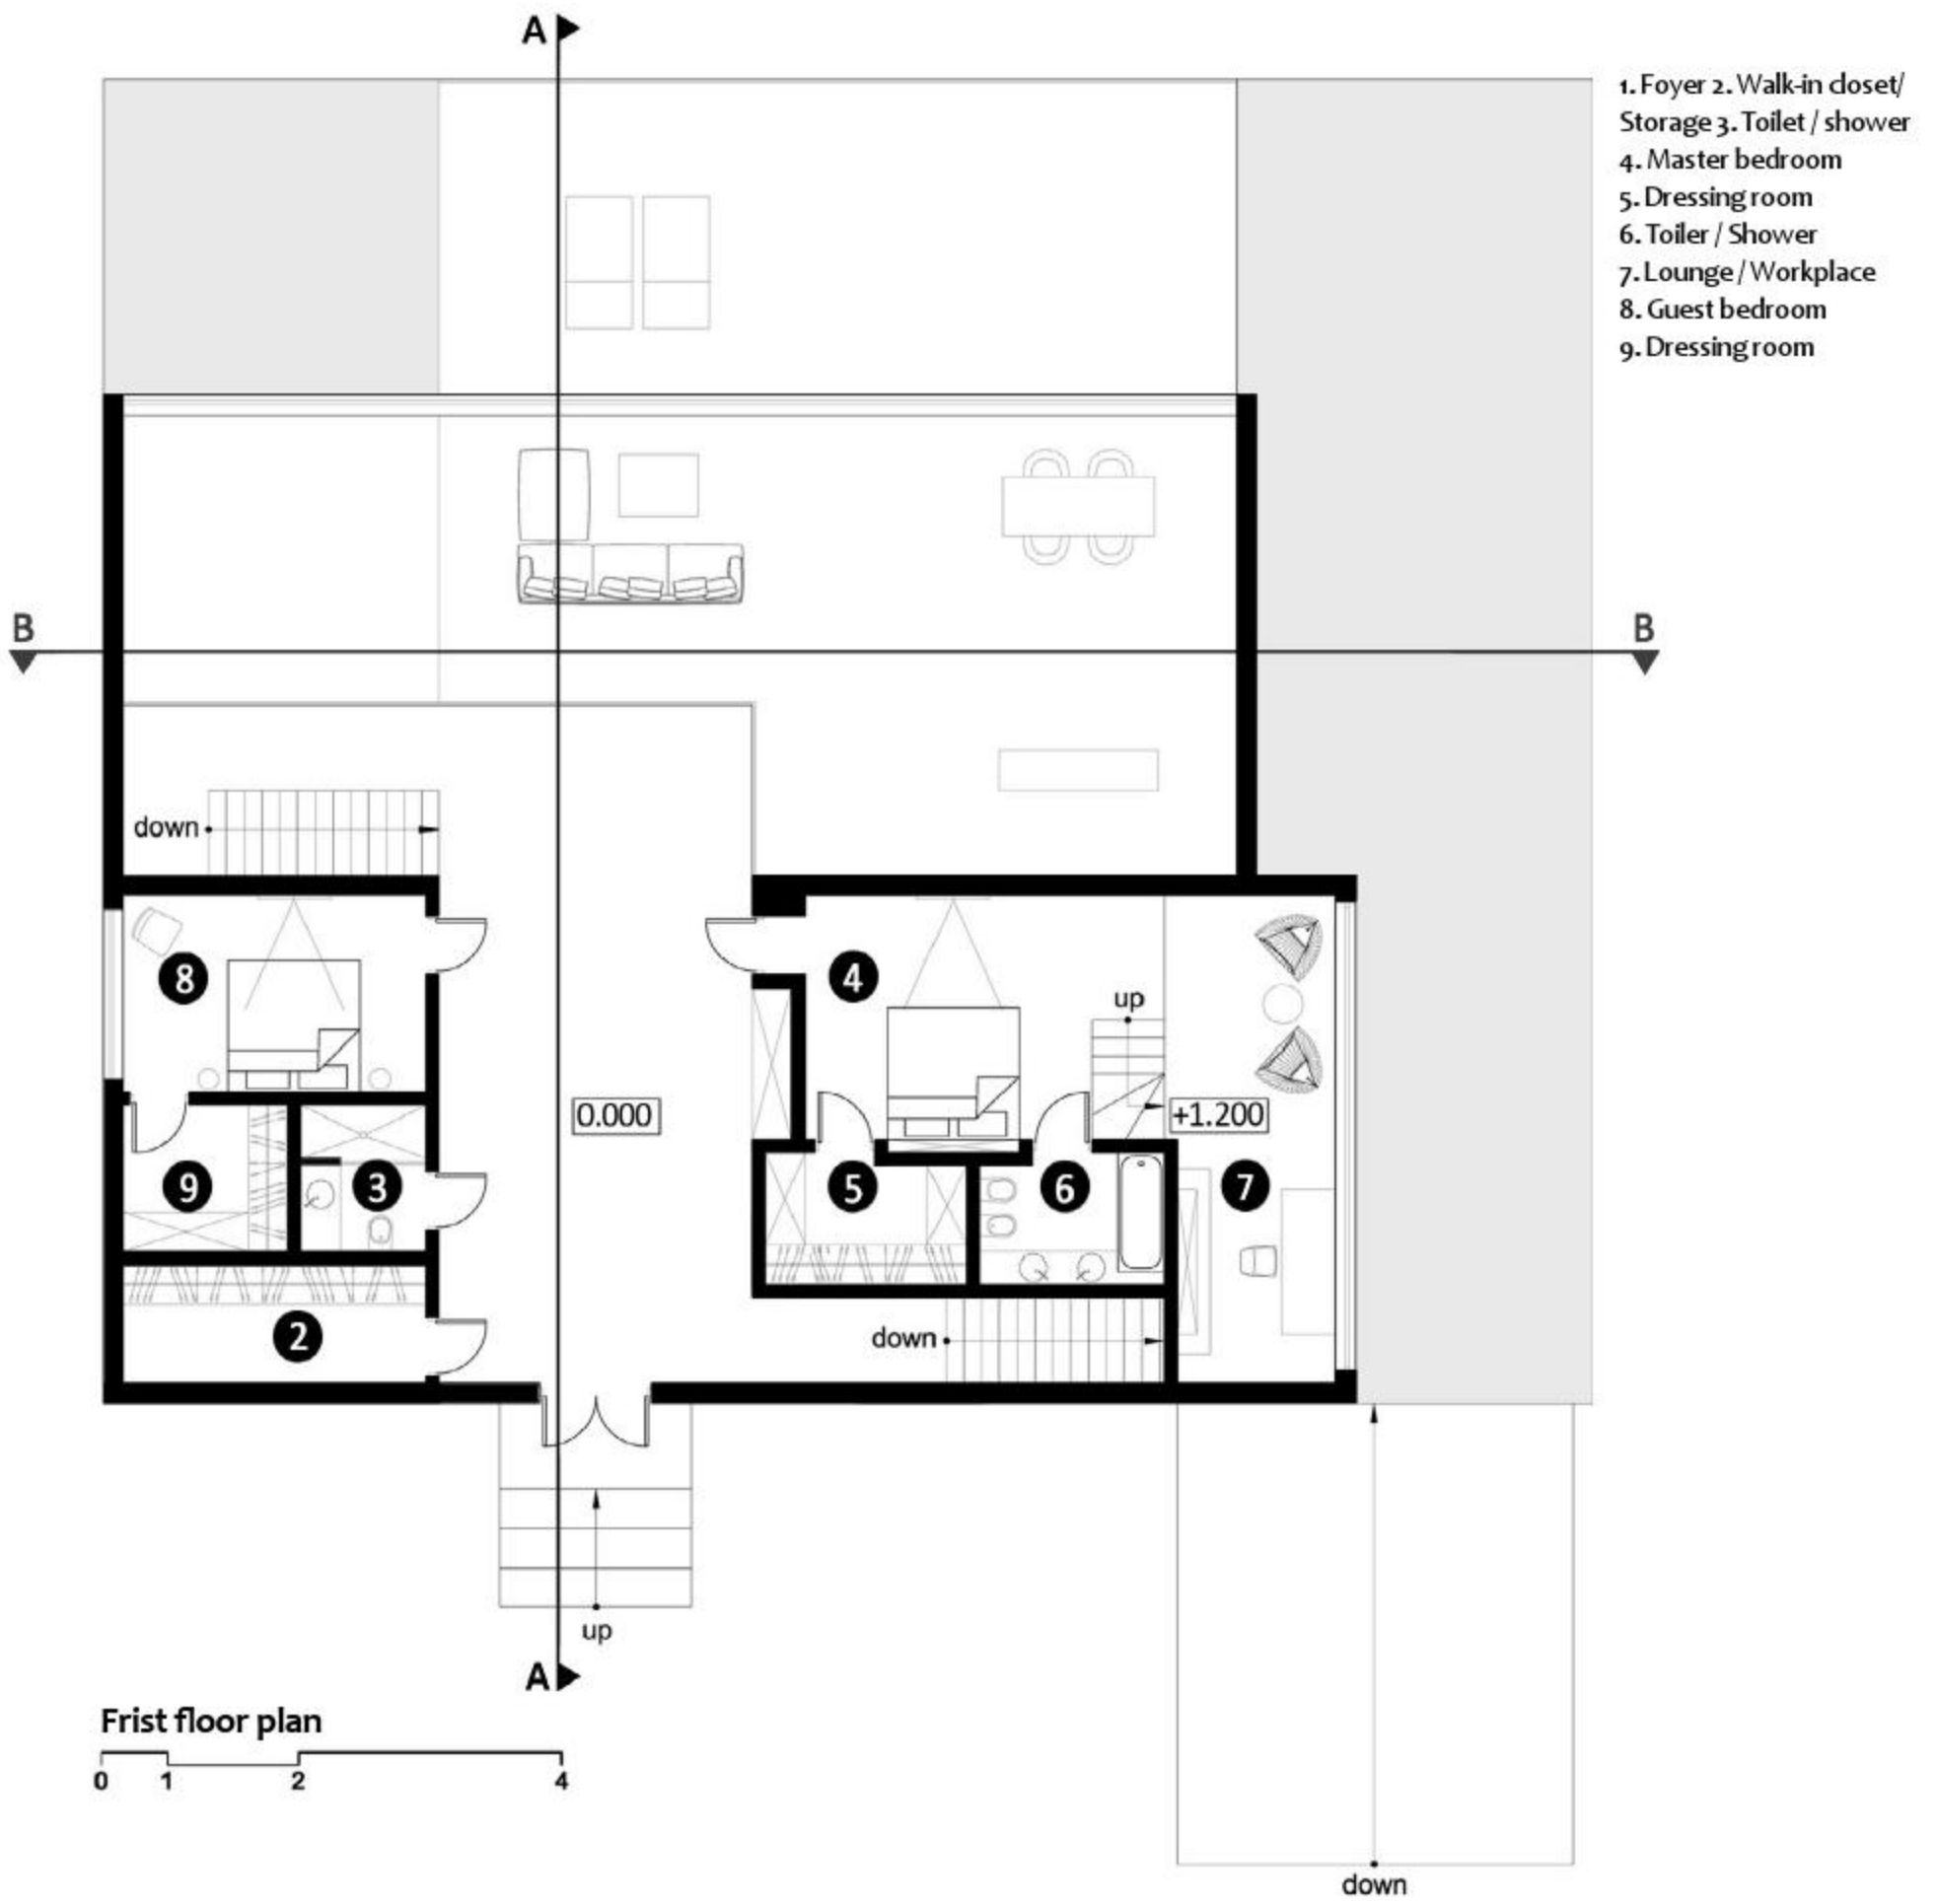 A
1. Foyer 2. Walk-in closet/
Storage 3. Toilet / shower
4. Master bedroom
5. Dressing room
6. Toiler / Shower
7. Lounge / Workplace
8. Guest bedroom
9. Dressing room
B
B
down
8
4
up
0.000
+1.200
9
3
5
6
7
2
down
up
A
Frist floor plan
0 1 2 4
down